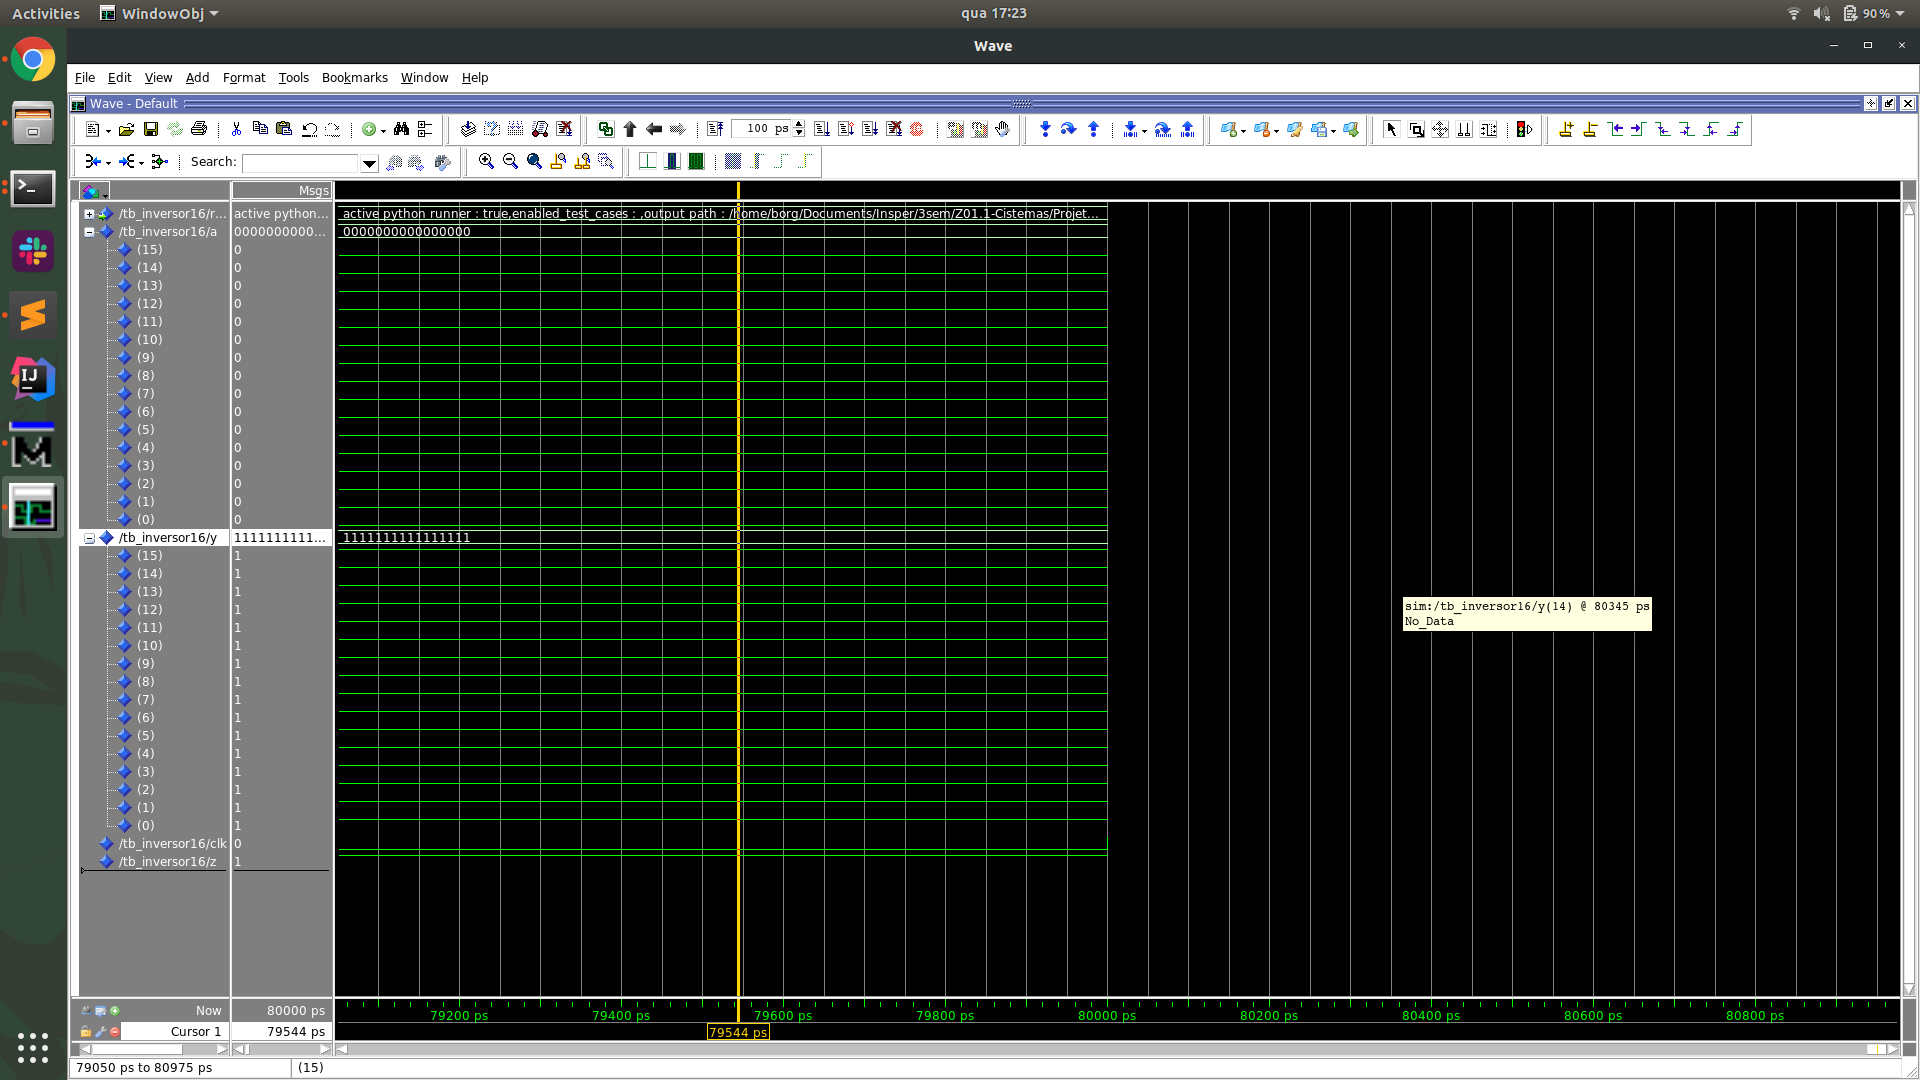 Activities WindowObj qua 17:23 90 %
Wave
File Edit View Add Format Tools Bookmarks Window Help
Wave - Default
100 ps
Search:
Msgs
/tb_inversor16/r... active python... active python runner : true,enabled_test_cases : ,output path : /home/borg/Documents/Insper/3sem/Z01.1-Cistemas/Projet...
/tb_inversor16/a 0000000000... 0000000000000000
(15) 0
(14) 0
(13) 0
(12) 0
(11) 0
(10) 0
(9) 0
(8) 0
(7) 0
(6) 0
(5) 0
(4) 0
(3) 0
(2) 0
(1) 0
(0) 0
/tb_inversor16/y 1111111111... 1111111111111111
(15) 1
(14) 1
(13) 1
(12) 1
(11) 1
(10) 1
(9) 1
(8) 1
(7) 1
(6) 1
(5) 1
(4) 1
(3) 1
(2) 1
(1) 1
(0) 1
/tb_inversor16/clk 0
/tb_inversor16/z 1
sim:/tb_inversor16/y(14) @ 80345 ps
No_Data
Now 80000 ps 79200 ps 79400 ps 79600 ps 79800 ps 80000 ps 80200 ps 80400 ps 80600 ps 80800 ps
Cursor 1 79544 ps 79544 ps
79050 ps to 80975 ps (15)